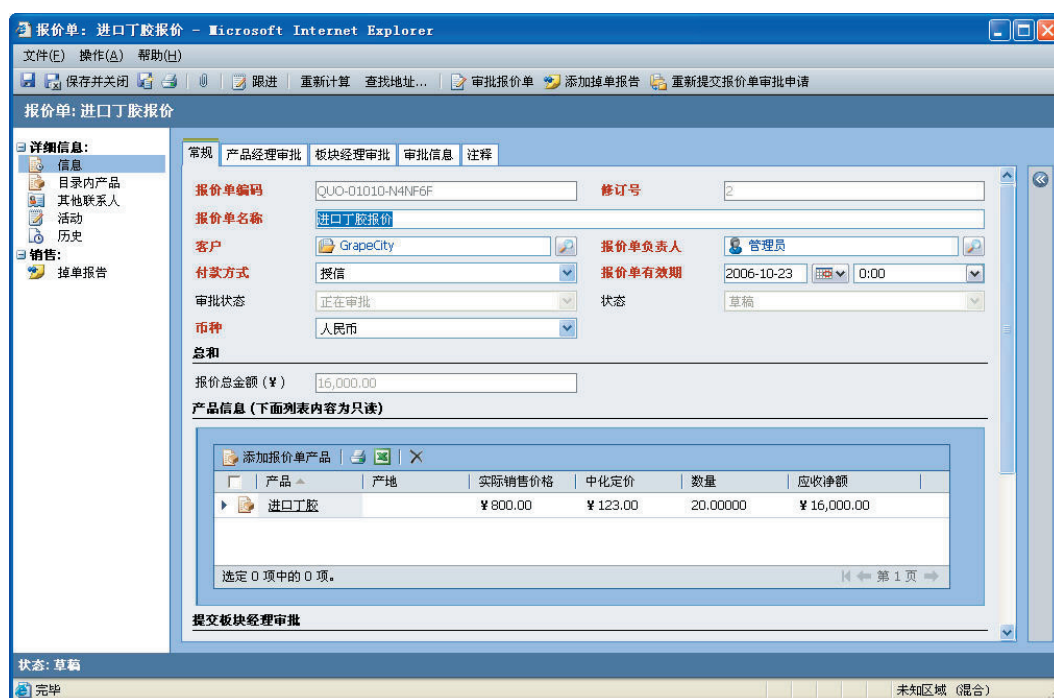 报价单: 进口丁胶报价 - Microsoft Internet Explorer
文件(F) 操作(A) 帮助(H)
保存并关闭 跟进 重新计算 查找地址... 审批报价单 添加掉单报告 重新提交报价单审批申请
报价单: 进口丁胶报价
详细信息:
信息
目录内产品
其他联系人
活动
历史
销售:
掉单报告
常规 产品经理审批 板块经理审批 审批信息 注释
报价单编码 QUO-01010-N4NF6F 修订号 2
报价单名称 进口丁胶报价
客户 GrapeCity 报价单负责人 管理员
付款方式 授信 报价单有效期 2006-10-23 0:00
审批状态 正在审批 状态 草稿
币种 人民币
总和
报价总金额(¥) 16,000.00
产品信息(下面列表内容为只读)
添加报价单产品
产品 产地 实际销售价格 中化定价 数量 应收净额
进口丁胶 ¥800.00 ¥123.00 20.00000 ¥16,000.00
选定 0 项中的 0 项。 第 1 页
提交板块经理审批
状态: 草稿
完毕 未知区域 (混合)